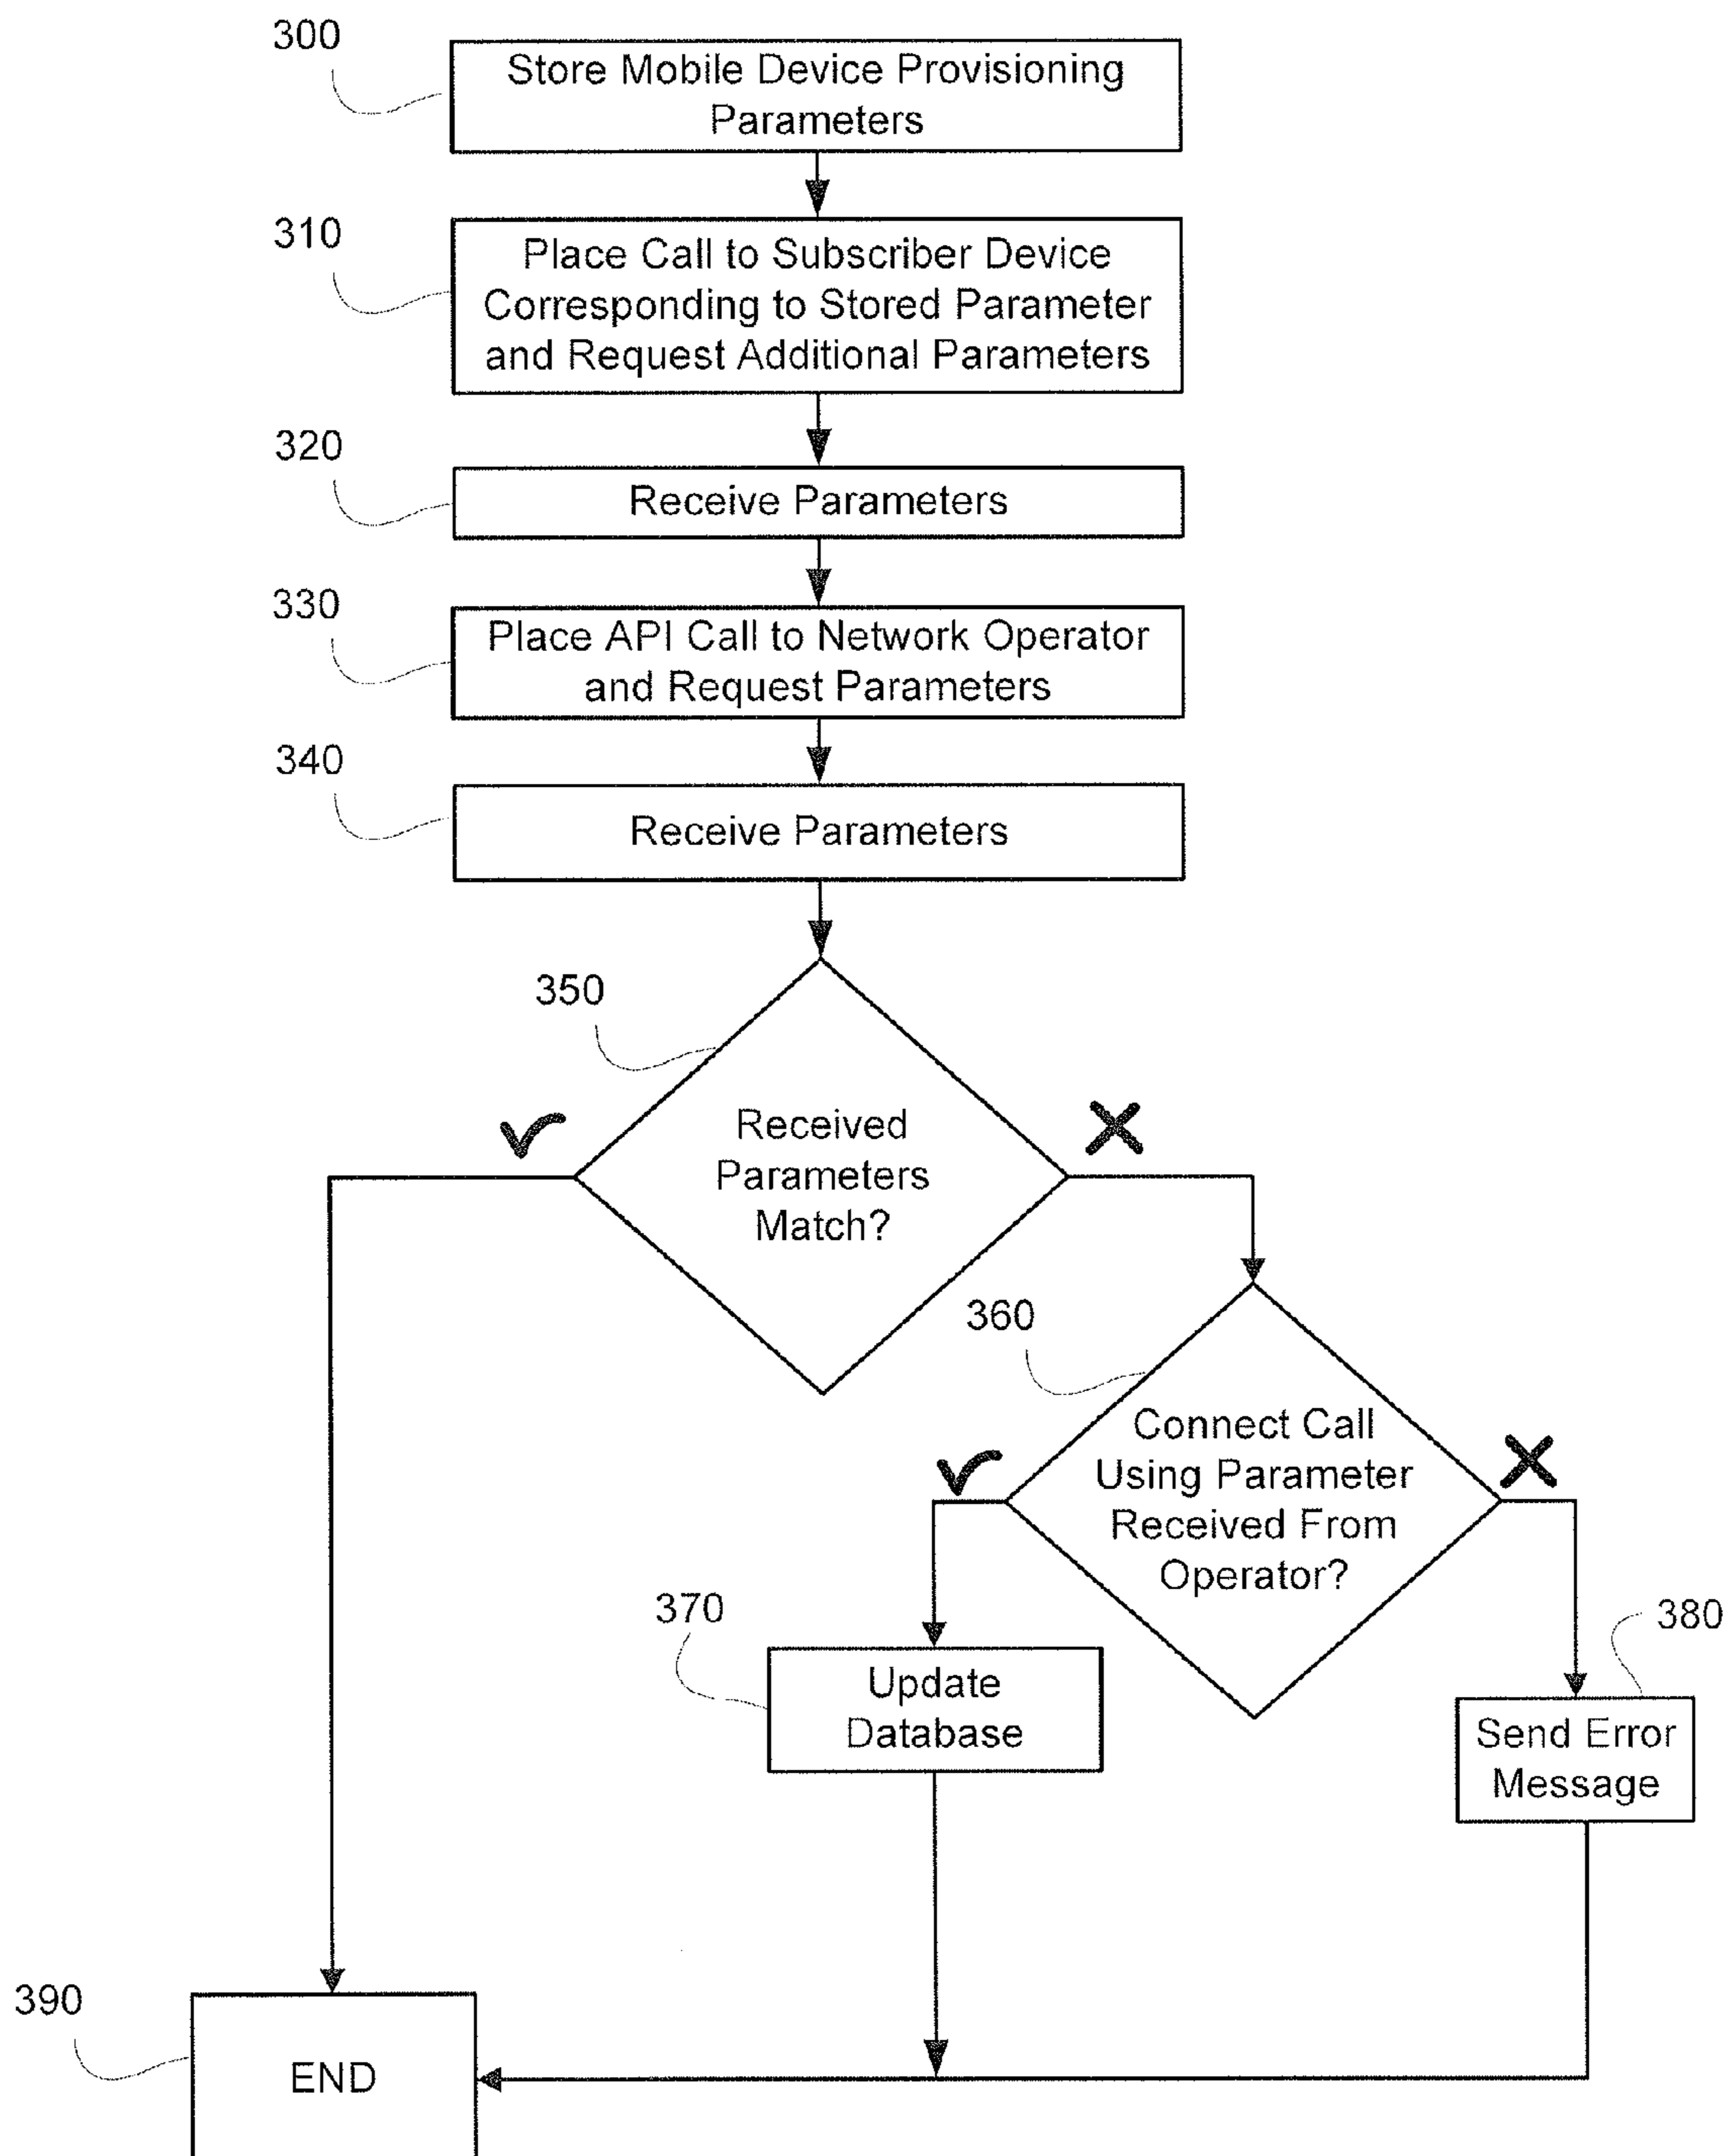 300
Store Mobile Device Provisioning
Parameters
310
Place Call to Subscriber Device
Corresponding to Stored Parameter
and Request Additional Parameters
320
Receive Parameters
330
Place API Call to Network Operator
and Request Parameters
340
Receive Parameters
350
Received
Parameters
Match?
360
Connect Call
Using Parameter
Received From
Operator?
370
Update
Database
380
Send Error
Message
390
END